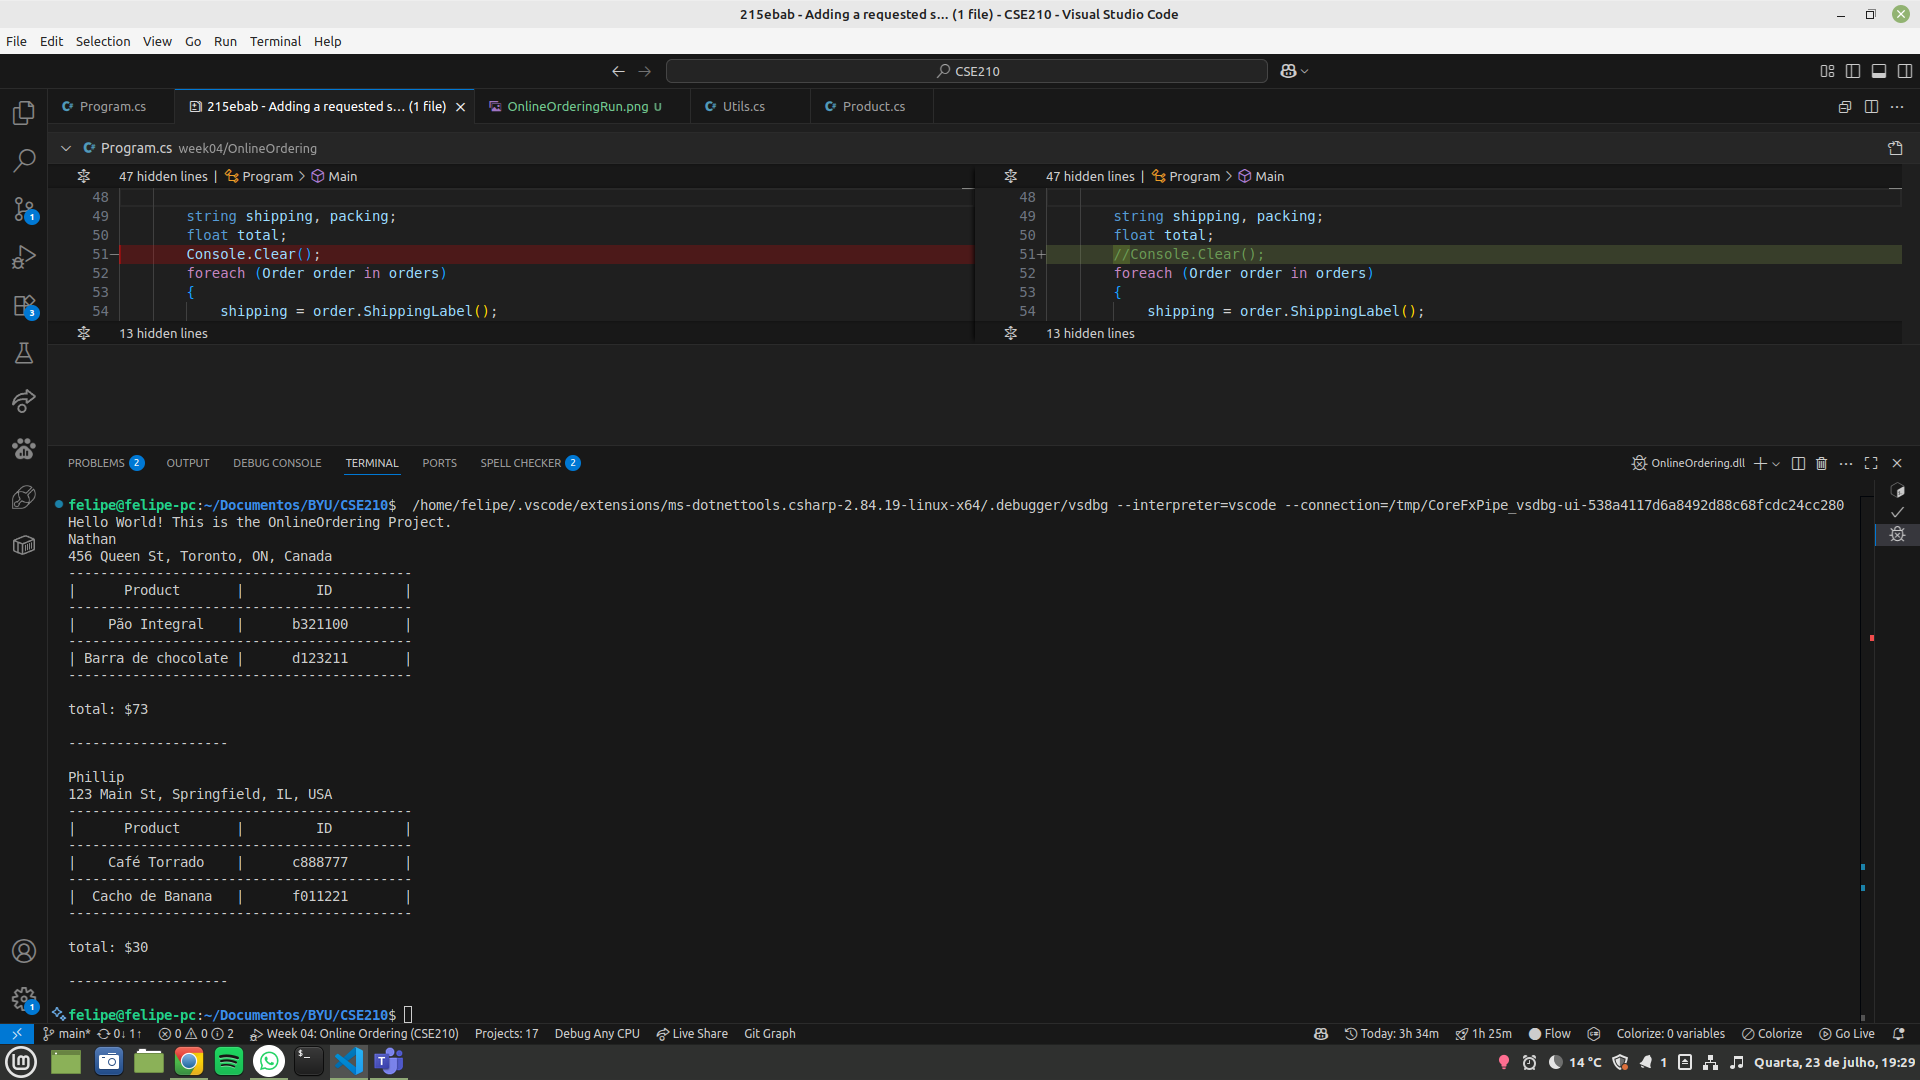 215ebab - Adding a requested s... (1 file) - CSE210 - Visual Studio Code
File Edit Selection View Go Run Terminal Help
CSE210
Program.cs 215ebab - Adding a requested s... (1 file) OnlineOrderingRun.png U Utils.cs Product.cs
Program.cs week04/OnlineOrdering
47 hidden lines | Program > Main
48
49 string shipping, packing;
50 float total;
51- Console.Clear();
52 foreach (Order order in orders)
53 {
54 shipping = order.ShippingLabel();
13 hidden lines
47 hidden lines | Program > Main
48
49 string shipping, packing;
50 float total;
51+ //Console.Clear();
52 foreach (Order order in orders)
53 {
54 shipping = order.ShippingLabel();
13 hidden lines
1
3
1
PROBLEMS 2 OUTPUT DEBUG CONSOLE TERMINAL PORTS SPELL CHECKER 2 OnlineOrdering.dll
felipe@felipe-pc:~/Documentos/BYU/CSE210$ /home/felipe/.vscode/extensions/ms-dotnettools.csharp-2.84.19-linux-x64/.debugger/vsdbg --interpreter=vscode --connection=/tmp/CoreFxPipe_vsdbg-ui-538a4117d6a8492d88c68fcdc24cc280
Hello World! This is the OnlineOrdering Project.
Nathan
456 Queen St, Toronto, ON, Canada
-------------------------------------------
| Product | ID |
-------------------------------------------
| Pão Integral | b321100 |
-------------------------------------------
| Barra de chocolate | d123211 |
-------------------------------------------
total: $73
--------------------
Phillip
123 Main St, Springfield, IL, USA
-------------------------------------------
| Product | ID |
-------------------------------------------
| Café Torrado | c888777 |
-------------------------------------------
| Cacho de Banana | f011221 |
-------------------------------------------
total: $30
--------------------
felipe@felipe-pc:~/Documentos/BYU/CSE210$
main* 0↓ 1↑ 0 0 2 Week 04: Online Ordering (CSE210) Projects: 17 Debug Any CPU Live Share Git Graph Today: 3h 34m 1h 25m Flow Colorize: 0 variables Colorize Go Live
14 °C 1 Quarta, 23 de julho, 19:29